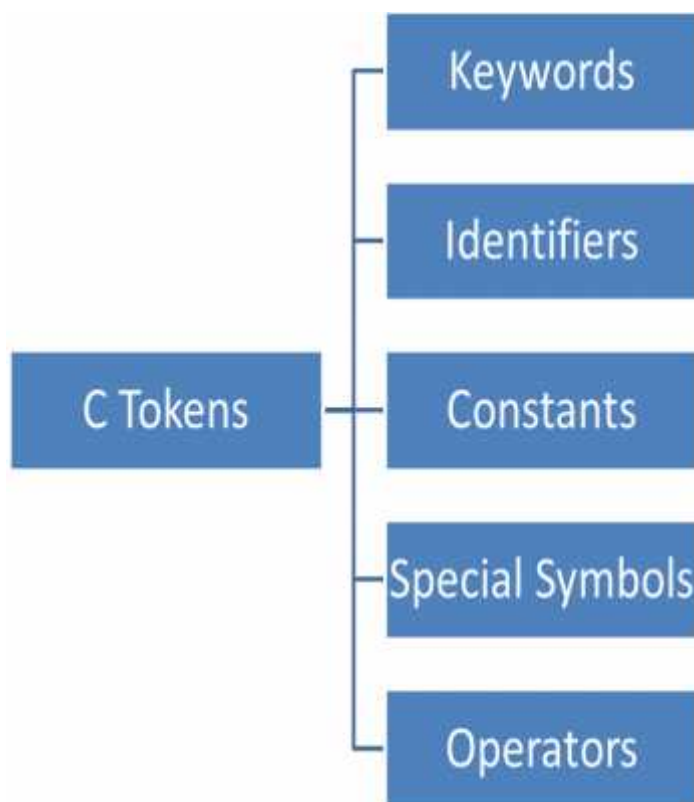 Keywords
Identifiers
C Tokens
Constants
Special Symbols
Operators